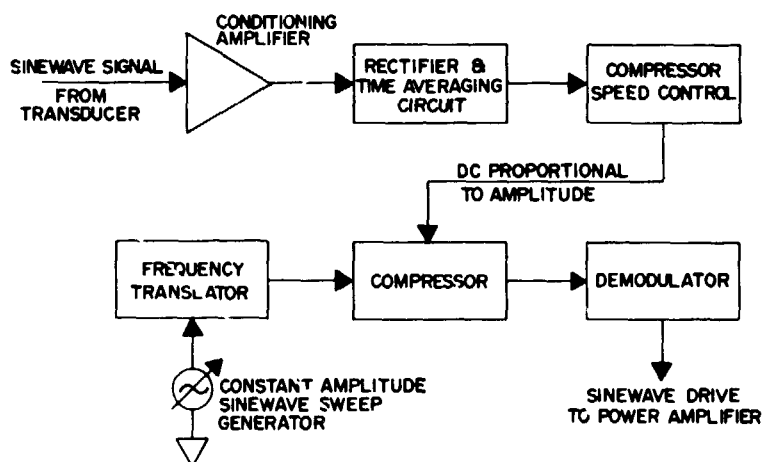 CONDITIONING
AMPLIFIER
SINEWAVE SIGNAL
FROM
TRANSDUCER
RECTIFIER &
TIME AVERAGING
CIRCUIT
COMPRESSOR
SPEED CONTROL
DC PROPORTIONAL
TO AMPLITUDE
FREQUENCY
TRANSLATOR
COMPRESSOR
DEMODULATOR
CONSTANT AMPLITUDE
SINEWAVE SWEEP
GENERATOR
SINEWAVE DRIVE
TO POWER AMPLIFIER